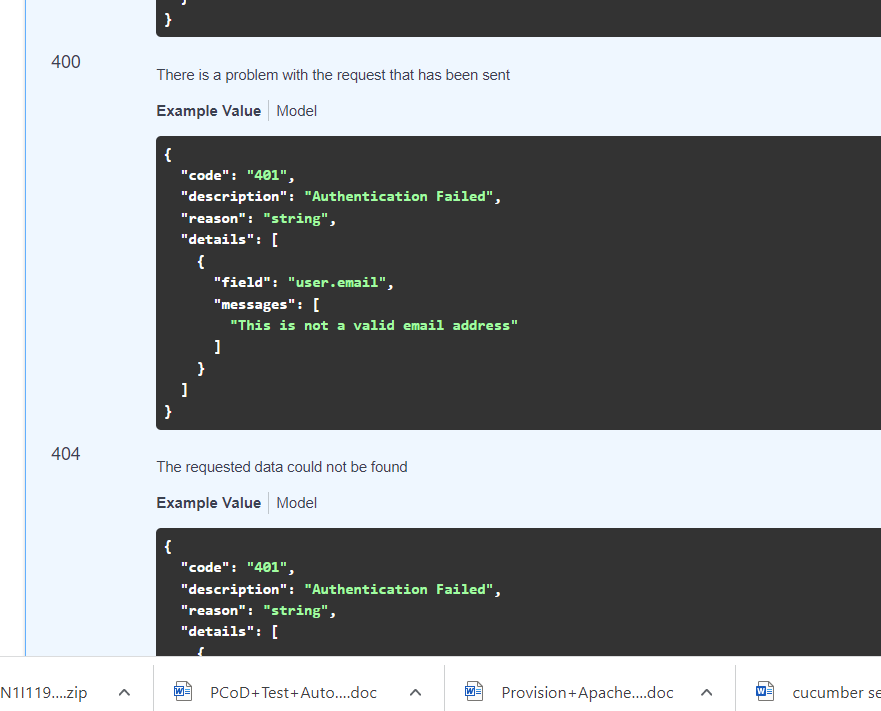 ]
}
400
There is a problem with the request that has been sent
Example Value Model
{
"code": "401",
"description": "Authentication Failed",
"reason": "string",
"details": [
{
"field": "user.email",
"messages": [
"This is not a valid email address"
]
}
]
}
404
The requested data could not be found
Example Value Model
{
"code": "401",
"description": "Authentication Failed",
"reason": "string",
"details": [
{
N1I119....zip PCoD+Test+Auto....doc Provision+Apache....doc cucumber se